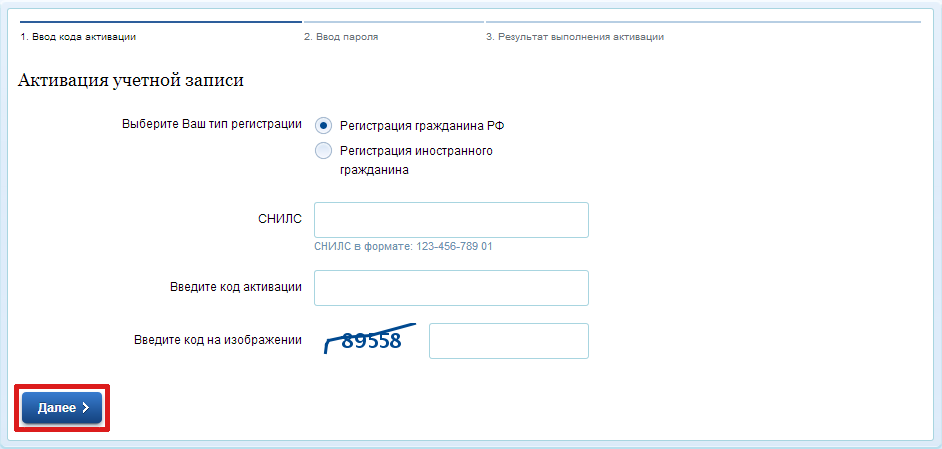 1. Ввод кода активации
2. Ввод пароля
3. Результат выполнения активации
Активация учетной записи
Выберите Ваш тип регистрации
Регистрация гражданина РФ
Регистрация иностранного
гражданина
СНИЛС
СНИЛС в формате: 123-456-789 01
Введите код активации
Введите код на изображении
89558
Далее